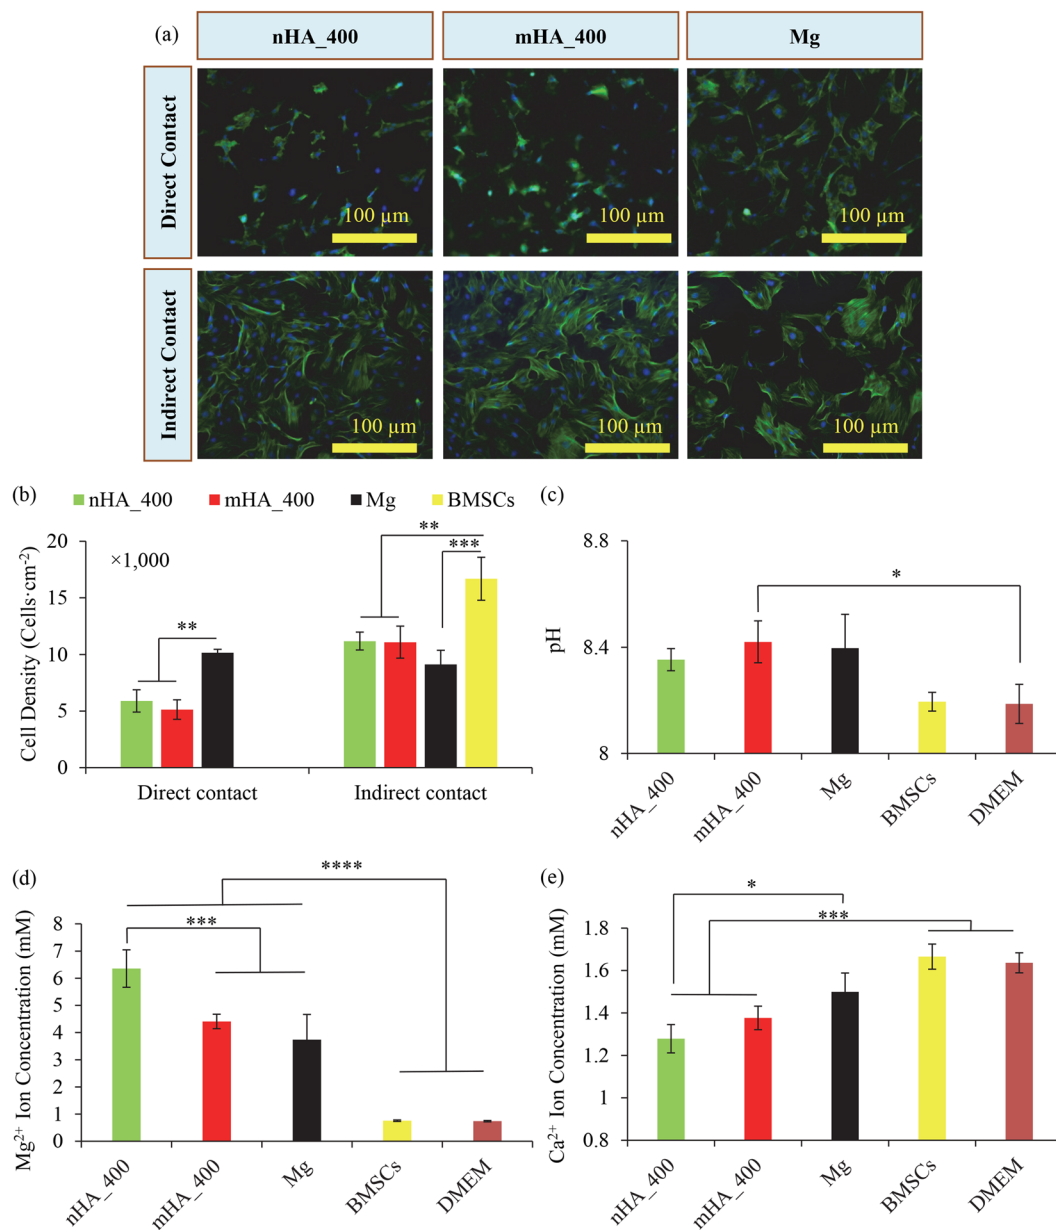 (a)
nHA_400
mHA_400
Mg
Direct Contact
100 µm
100 µm
100 µm
Indirect Contact
100 µm
100 µm
100 µm
(b)
nHA_400
mHA_400
Mg
BMSCs
Cell Density (Cells·cm⁻²)
20
15
10
5
0
×1,000
**
**
***
Direct contact
Indirect contact
(c)
pH
8.8
8.4
8
*
nHA_400
mHA_400
Mg
BMSCs
DMEM
(d)
Mg²⁺ Ion Concentration (mM)
8
7
6
5
4
3
2
1
0
****
***
nHA_400
mHA_400
Mg
BMSCs
DMEM
(e)
Ca²⁺ Ion Concentration (mM)
1.8
1.6
1.4
1.2
1
0.8
*
***
nHA_400
mHA_400
Mg
BMSCs
DMEM